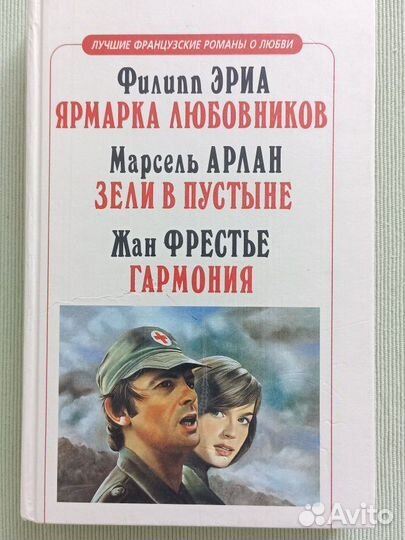 ЛУЧШИЕ ФРАНЦУЗСКИЕ РОМАНЫ О ЛЮБВИ
Филипп ЭРИА
ЯРМАРКА ЛЮБОВНИКОВ
Марсель АРЛАН
ЗЕЛИ В ПУСТЫНЕ
Жан ФРЕСТЬЕ
ГАРМОНИЯ
Avito